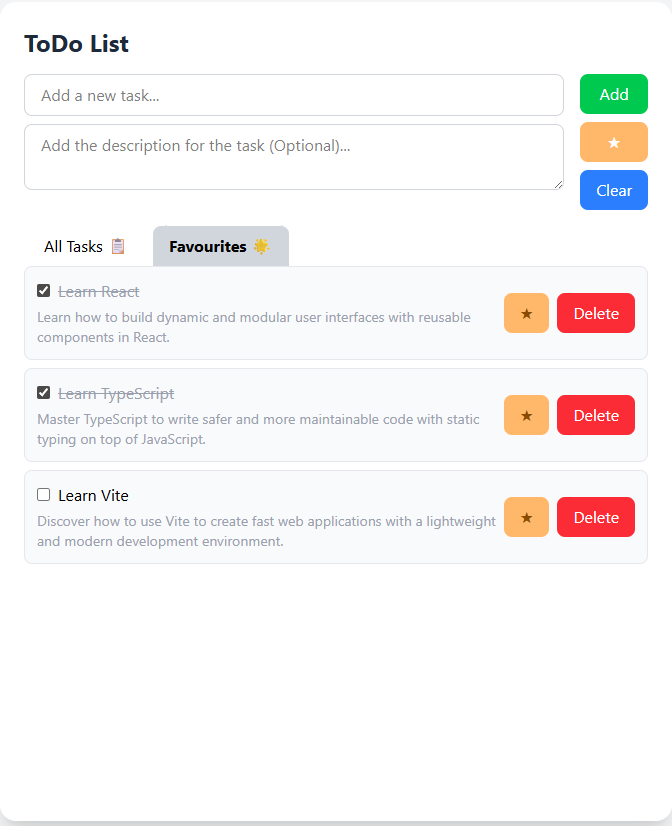 ToDo List
Add a new task...
Add
Add the description for the task (Optional)...
★
Clear
All Tasks 📋
Favourites 🌟
Learn React
Learn how to build dynamic and modular user interfaces with reusable
components in React.
★
Delete
Learn TypeScript
Master TypeScript to write safer and more maintainable code with static
typing on top of JavaScript.
★
Delete
Learn Vite
Discover how to use Vite to create fast web applications with a lightweight
and modern development environment.
★
Delete